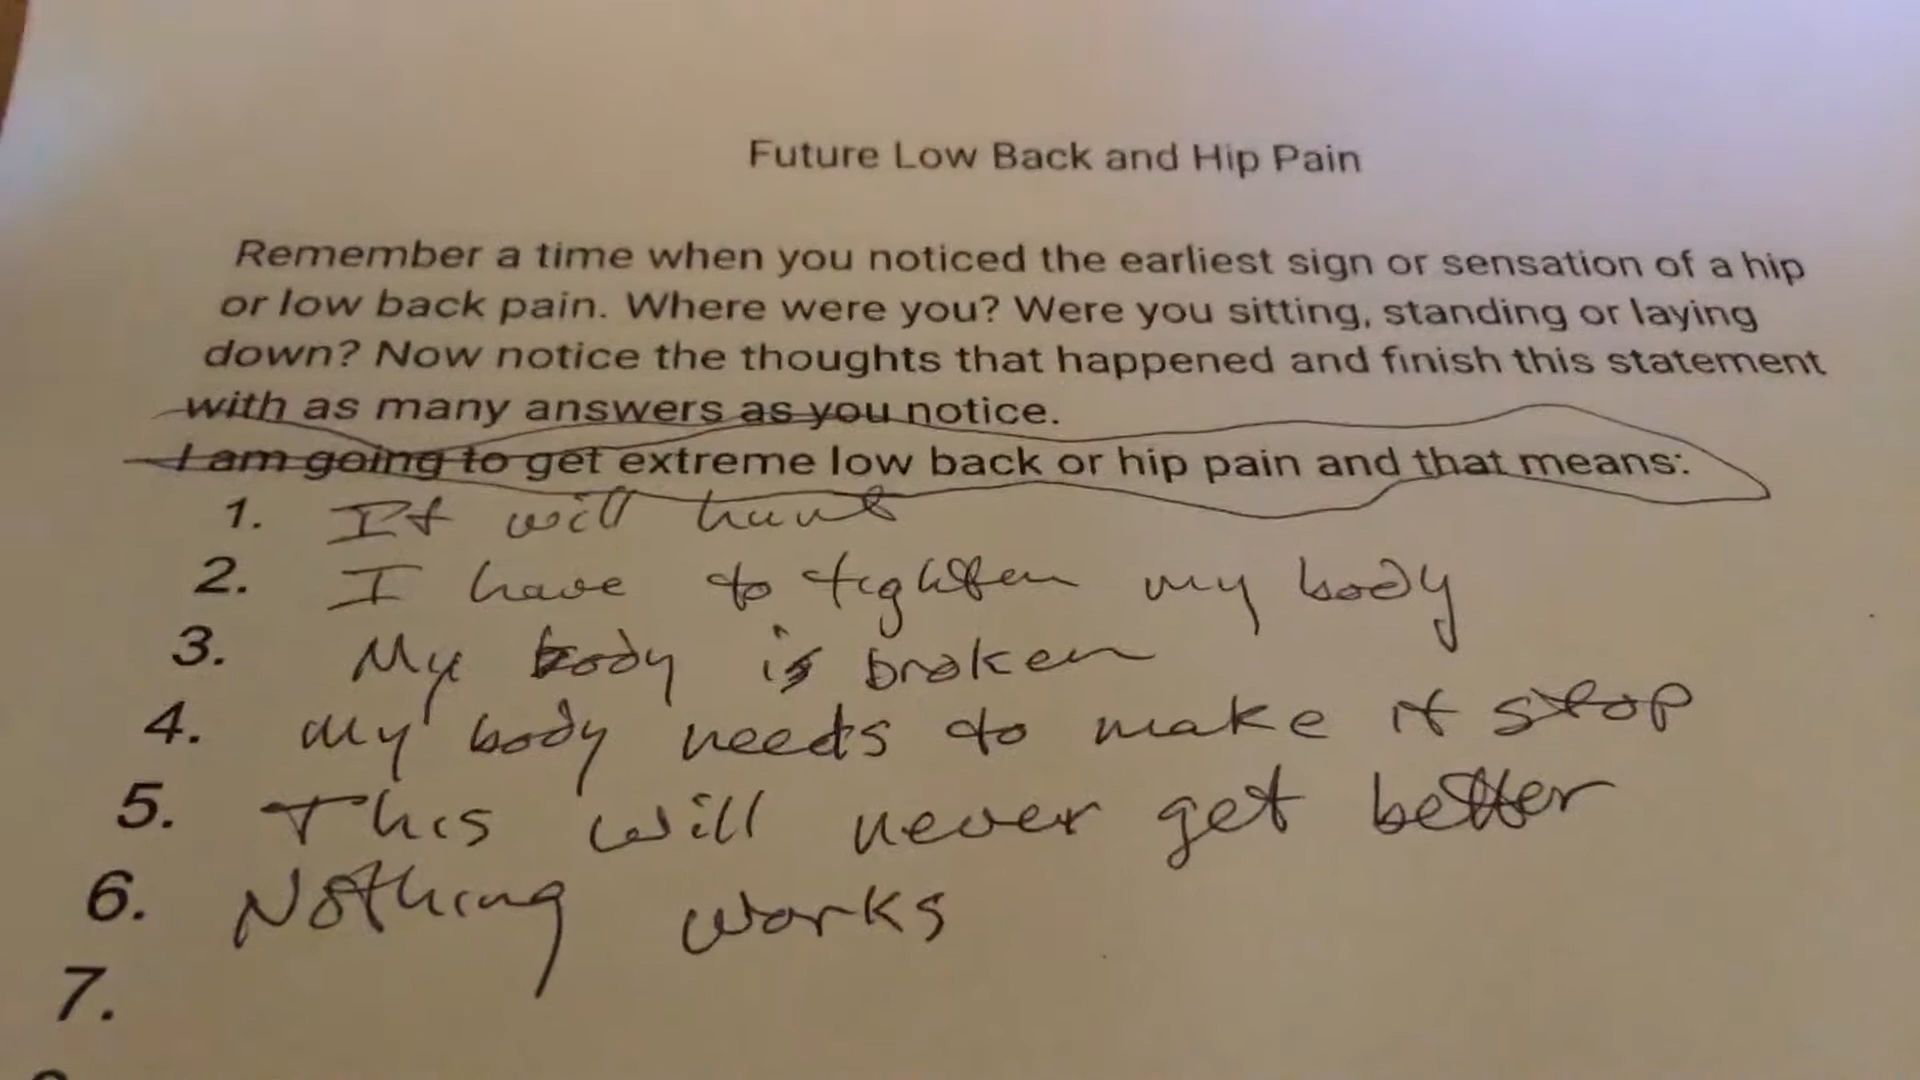 Future Low Back and Hip Pain
Remember a time when you noticed the earliest sign or sensation of a hip
or low back pain. Where were you? Were you sitting, standing or laying
down? Now notice the thoughts that happened and finish this statement
with as many answers as you notice.
I am going to get extreme low back or hip pain and that means:
1. It will hurt
2. I have to tighten my body
3. My body is broken
4. My body needs to make it stop
5. This will never get better
6. Nothing works
7.